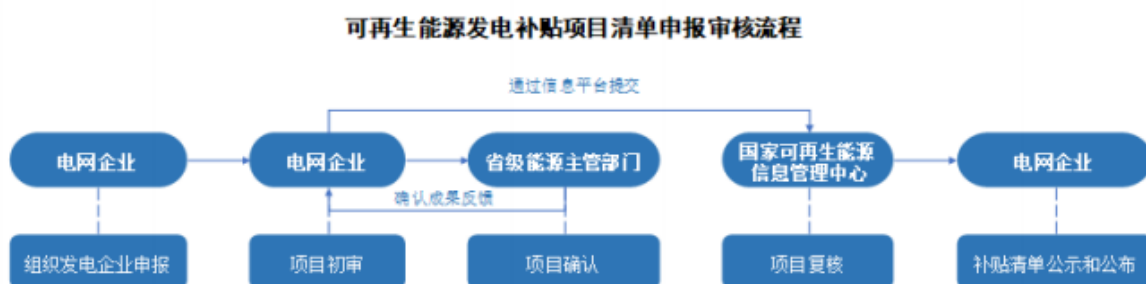 可再生能源发电补贴项目清单申报审核流程
通过信息平台提交
电网企业
电网企业
省级能源主管部门
国家可再生能源
信息管理中心
电网企业
确认成果反馈
组织发电企业申报
项目初审
项目确认
项目复核
补贴清单公示和公布